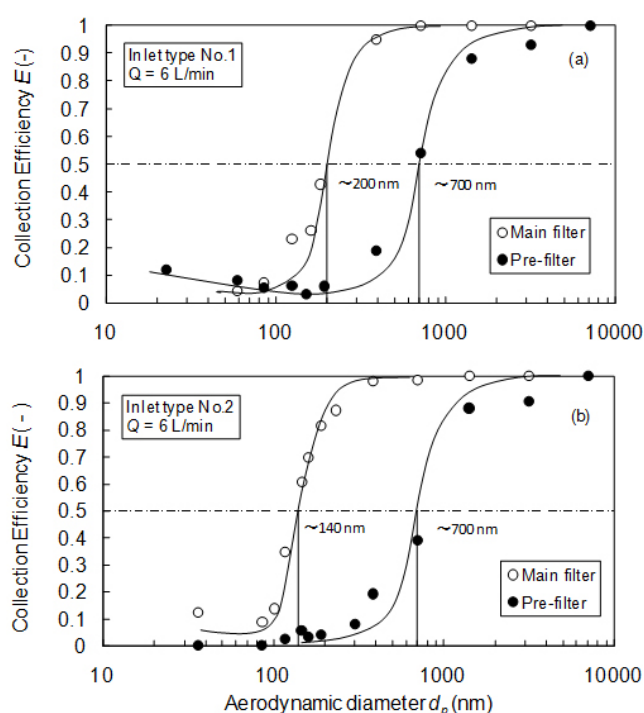 Collection Efficiency E (-)
1
0.9
0.8
0.7
0.6
0.5
0.4
0.3
0.2
0.1
0
Inlet type No.1
Q = 6 L/min
(a)
~200 nm
~700 nm
Main filter
Pre-filter
10
100
1000
10000
Collection Efficiency E ( - )
1
0.9
0.8
0.7
0.6
0.5
0.4
0.3
0.2
0.1
0
Inlet type No.2
Q = 6 L/min
(b)
~140 nm
~700 nm
Main filter
Pre-filter
10
100
1000
10000
Aerodynamic diameter dp (nm)